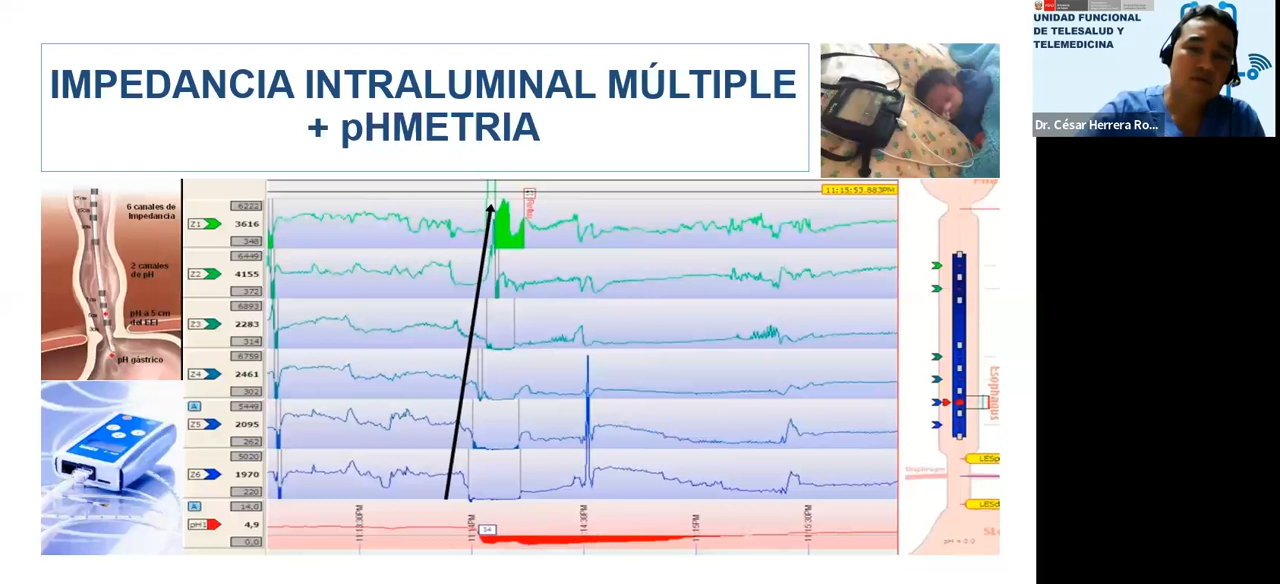 IMPEDANCIA INTRALUMINAL MÚLTIPLE
+ pHMETRIA
UNIDAD FUNCIONAL
DE TELESALUD Y
TELEMEDICINA
Dr. César Herrera Ro...
6 canales de
Impedancia
2 canales
de pH
pH a 5 cm
del EEI
pH gástrico
11:15:53.883PM
6222
Z1 3616
348
6449
Z2 4155
372
6893
Z3 2283
314
6759
Z4 2461
302
A 5449
Z5 2095
262
5020
Z6 1970
220
A 14,0
pH1 4,9
0,0
54
Esophagus
Diaphragm